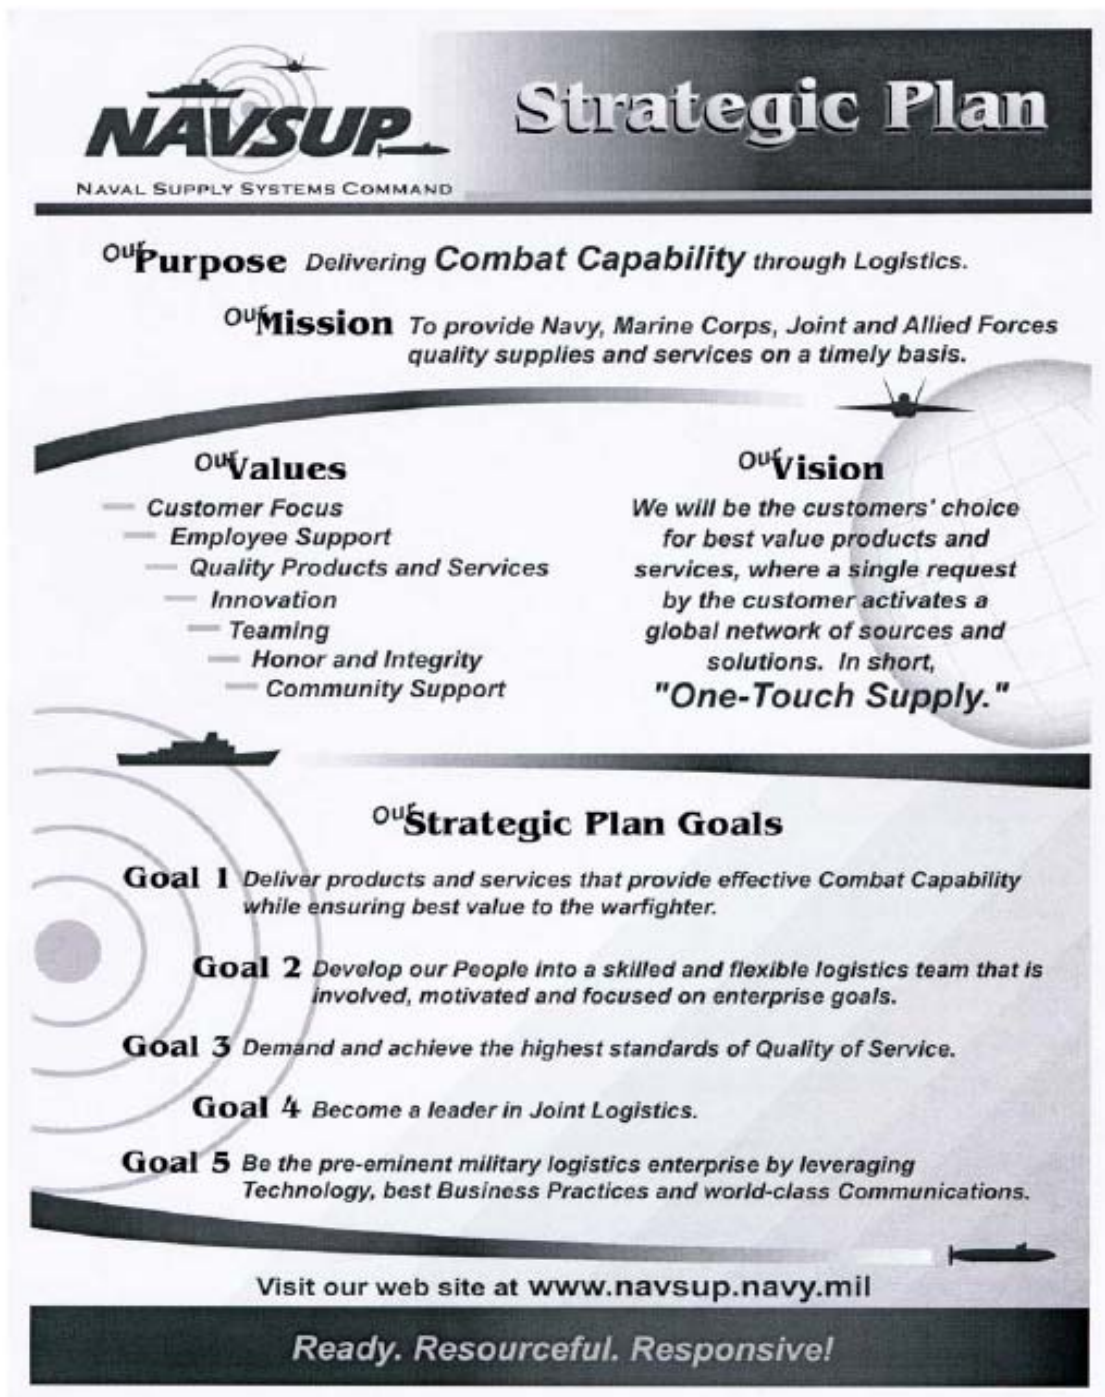 NAVSUP
NAVAL SUPPLY SYSTEMS COMMAND
Strategic Plan
Our Purpose Delivering Combat Capability through Logistics.
Our Mission To provide Navy, Marine Corps, Joint and Allied Forces
quality supplies and services on a timely basis.
Our Values
Customer Focus
Employee Support
Quality Products and Services
Innovation
Teaming
Honor and Integrity
Community Support
Our Vision
We will be the customers' choice
for best value products and
services, where a single request
by the customer activates a
global network of sources and
solutions. In short,
"One-Touch Supply."
Our Strategic Plan Goals
Goal 1 Deliver products and services that provide effective Combat Capability
while ensuring best value to the warfighter.
Goal 2 Develop our People into a skilled and flexible logistics team that is
involved, motivated and focused on enterprise goals.
Goal 3 Demand and achieve the highest standards of Quality of Service.
Goal 4 Become a leader in Joint Logistics.
Goal 5 Be the pre-eminent military logistics enterprise by leveraging
Technology, best Business Practices and world-class Communications.
Visit our web site at www.navsup.navy.mil
Ready. Resourceful. Responsive!